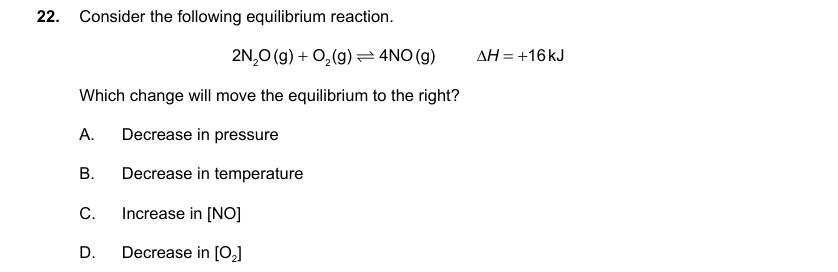 22. Consider the following equilibrium reaction.
2N₂O (g) + O₂(g) ⇌ 4NO (g) ΔH = +16 kJ
Which change will move the equilibrium to the right?
A. Decrease in pressure
B. Decrease in temperature
C. Increase in [NO]
D. Decrease in [O₂]